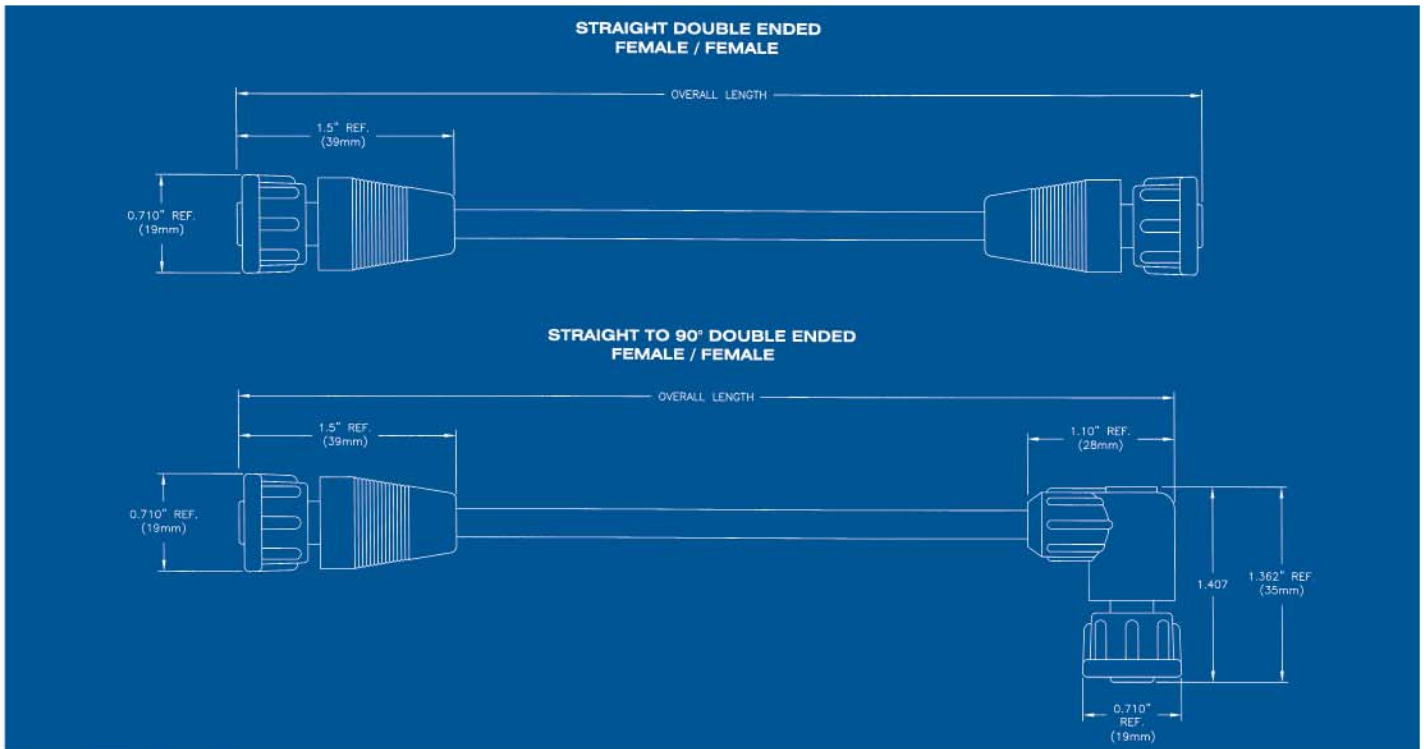 STRAIGHT DOUBLE ENDED
FEMALE / FEMALE
OVERALL LENGTH
1.5" REF.
(39mm)
0.710" REF.
(19mm)
STRAIGHT TO 90° DOUBLE ENDED
FEMALE / FEMALE
OVERALL LENGTH
1.5" REF.
(39mm)
1.10" REF.
(28mm)
0.710" REF.
(19mm)
1.407
1.362" REF
(35mm)
0.710"
REF.
(19mm)